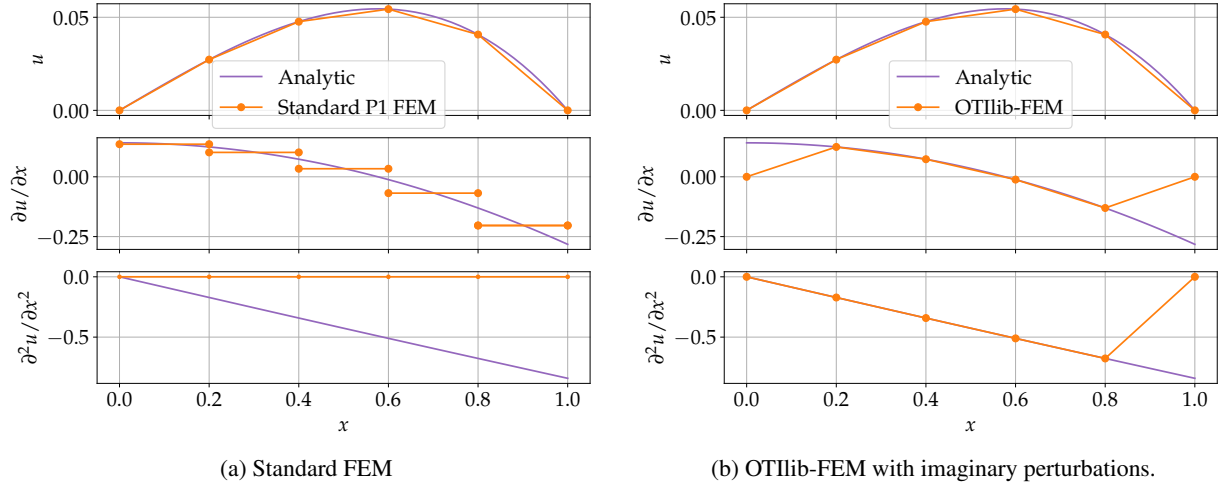 0.05
0.00
u
Analytic
Standard P1 FEM
0.00
−0.25
∂u/∂x
0.0
−0.5
∂²u/∂x²
0.0 0.2 0.4 0.6 0.8 1.0
x
(a) Standard FEM
0.05
0.00
u
Analytic
OTIlib-FEM
0.00
−0.25
∂u/∂x
0.0
−0.5
∂²u/∂x²
0.0 0.2 0.4 0.6 0.8 1.0
x
(b) OTIlib-FEM with imaginary perturbations.